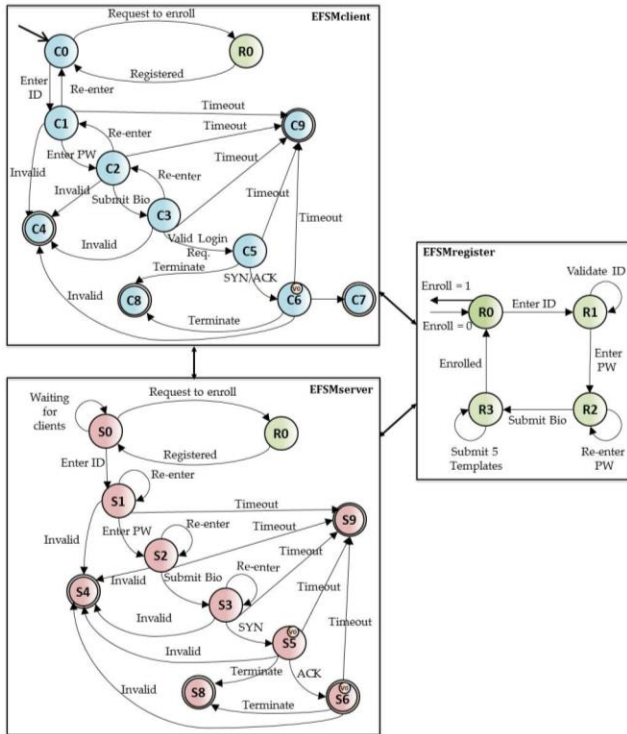 EFSMclient
Request to enroll
C0
R0
Registered
Enter
ID
Re-enter
Timeout
C1
C9
Re-enter
Timeout
Enter PW
C2
Timeout
Invalid
Invalid
Re-enter
Submit Bio
C3
Timeout
C4
Invalid
Valid Login
Req.
C5
Timeout
Terminate
SYN/ACK
C8
VO
C6
C7
Invalid
Terminate
EFSMregister
Enroll = 1
Validate ID
R0
Enter ID
R1
Enroll = 0
Enrolled
Enter
PW
R3
Submit Bio
R2
Submit 5
Templates
Re-enter
PW
EFSMserver
Waiting
for
clients
Request to enroll
S0
R0
Registered
Enter ID
Re-enter
S1
Timeout
S9
Enter PW
Re-enter
Timeout
Invalid
S2
Timeout
Invalid
Re-enter
S4
Submit Bio
S3
Timeout
Invalid
SYN
VO
S5
Timeout
Invalid
Terminate
ACK
Invalid
S8
VO
S6
Terminate